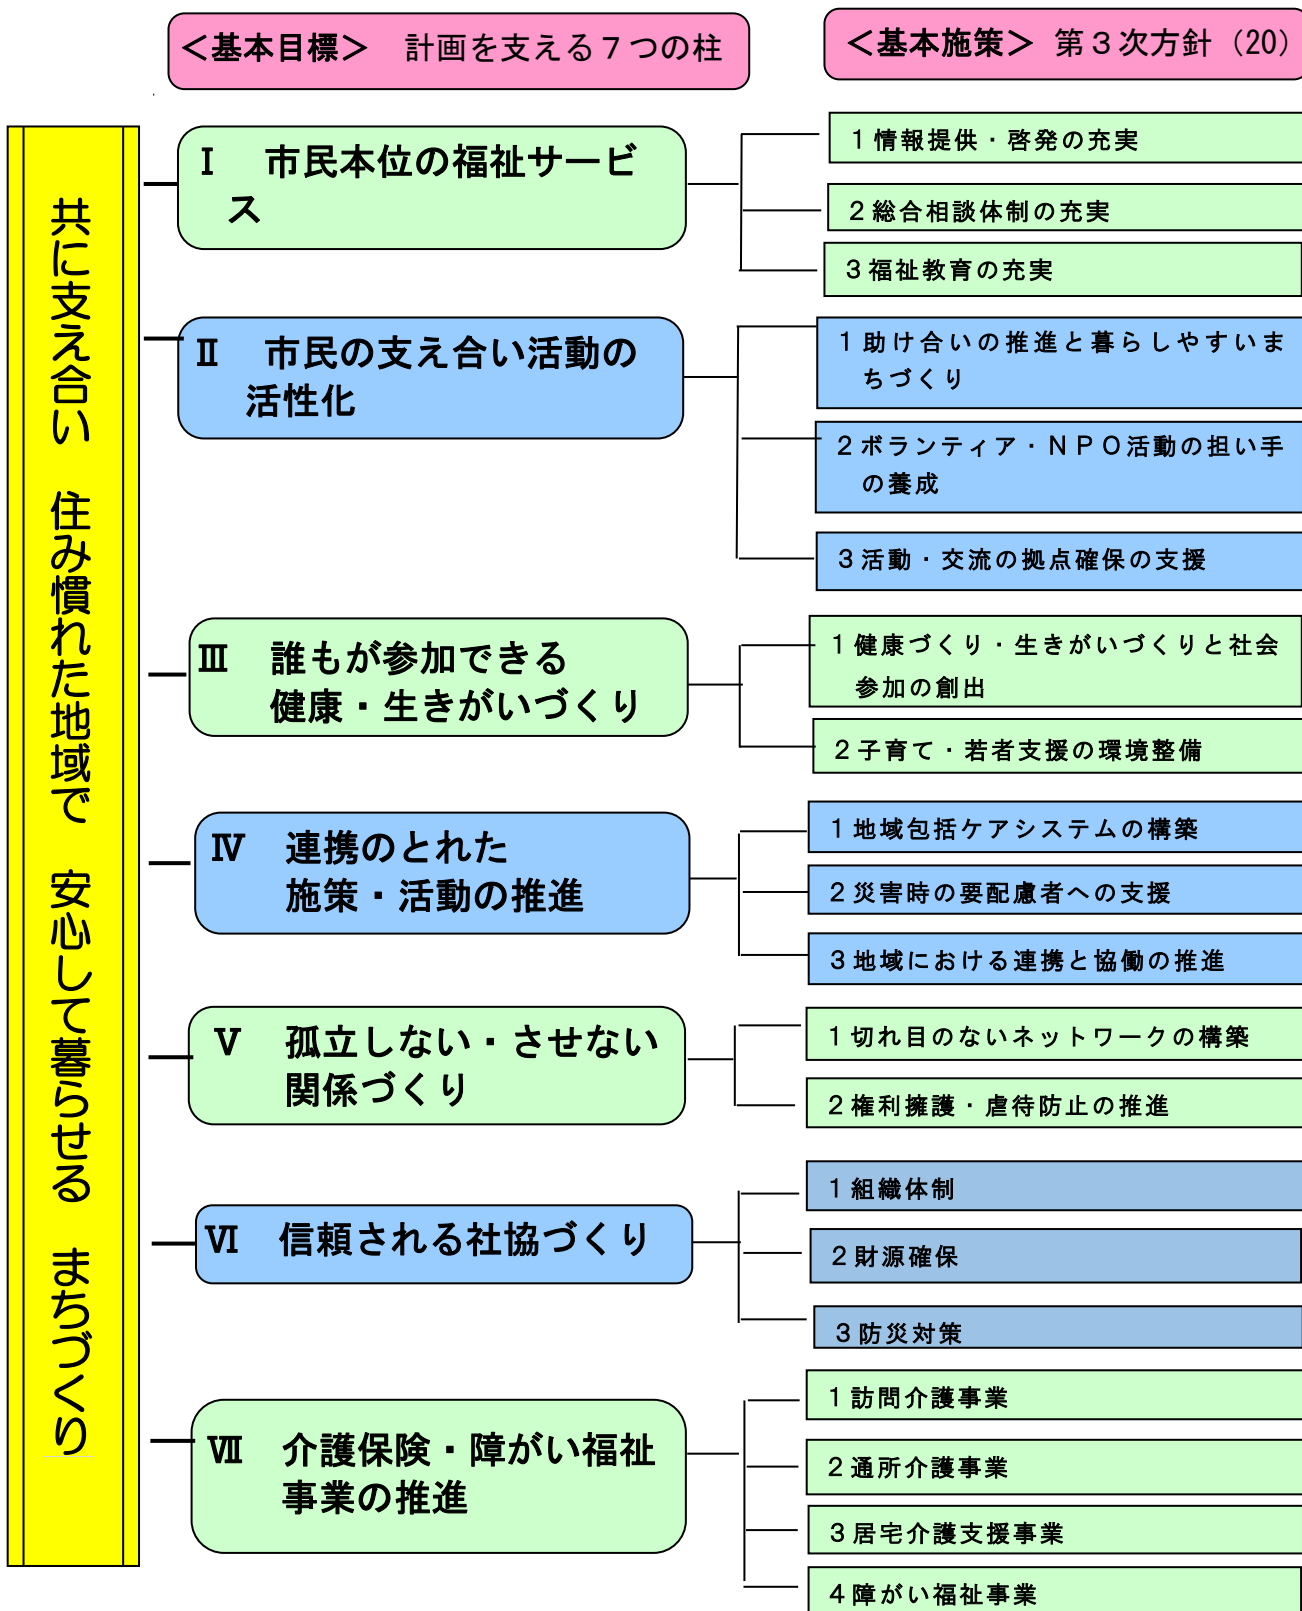 ＜基本目標＞　計画を支える７つの柱
＜基本施策＞ 第３次方針（20）
共に支え合い　住み慣れた地域で　安心して暮らせる　まちづくり
Ⅰ　市民本位の福祉サービ
ス
１情報提供・啓発の充実
２総合相談体制の充実
３福祉教育の充実
Ⅱ　市民の支え合い活動の
活性化
１助け合いの推進と暮らしやすいま
ちづくり
２ボランティア・ＮＰＯ活動の担い手
の養成
３活動・交流の拠点確保の支援
Ⅲ　誰もが参加できる
健康・生きがいづくり
１健康づくり・生きがいづくりと社会
参加の創出
２子育て・若者支援の環境整備
Ⅳ　連携のとれた
施策・活動の推進
１地域包括ケアシステムの構築
２災害時の要配慮者への支援
３地域における連携と協働の推進
Ⅴ　孤立しない・させない
関係づくり
１切れ目のないネットワークの構築
２権利擁護・虐待防止の推進
Ⅵ　信頼される社協づくり
１組織体制
２財源確保
３防災対策
Ⅶ　介護保険・障がい福祉
事業の推進
１訪問介護事業
２通所介護事業
３居宅介護支援事業
４障がい福祉事業